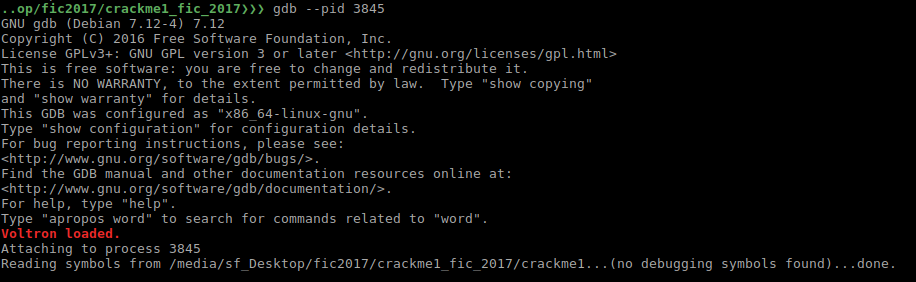 ..op/fic2017/crackme1_fic_2017❯❯❯ gdb --pid 3845
GNU gdb (Debian 7.12-4) 7.12
Copyright (C) 2016 Free Software Foundation, Inc.
License GPLv3+: GNU GPL version 3 or later <http://gnu.org/licenses/gpl.html>
This is free software: you are free to change and redistribute it.
There is NO WARRANTY, to the extent permitted by law.  Type "show copying"
and "show warranty" for details.
This GDB was configured as "x86_64-linux-gnu".
Type "show configuration" for configuration details.
For bug reporting instructions, please see:
<http://www.gnu.org/software/gdb/bugs/>.
Find the GDB manual and other documentation resources online at:
<http://www.gnu.org/software/gdb/documentation/>.
For help, type "help".
Type "apropos word" to search for commands related to "word".
Voltron loaded.
Attaching to process 3845
Reading symbols from /media/sf_Desktop/fic2017/crackme1_fic_2017/crackme1...(no debugging symbols found)...done.